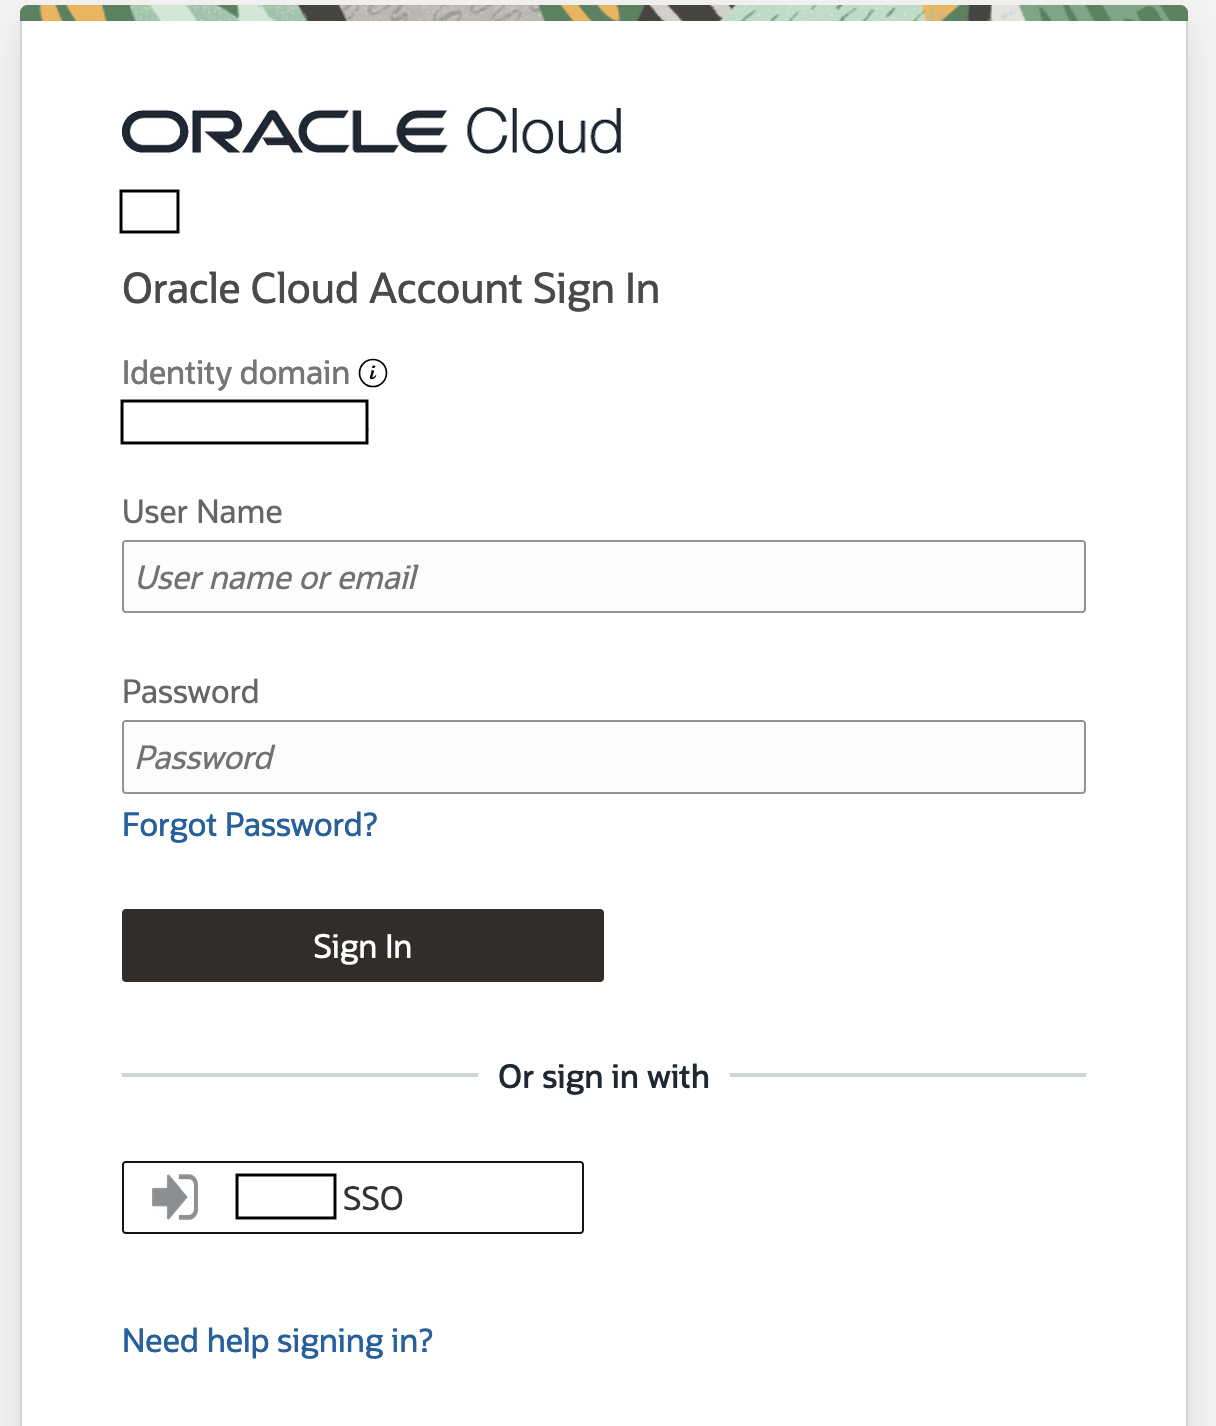 ORACLE Cloud
Oracle Cloud Account Sign In
Identity domain i
User Name
User name or email
Password
Password
Forgot Password?
Sign In
Or sign in with
SSO
Need help signing in?